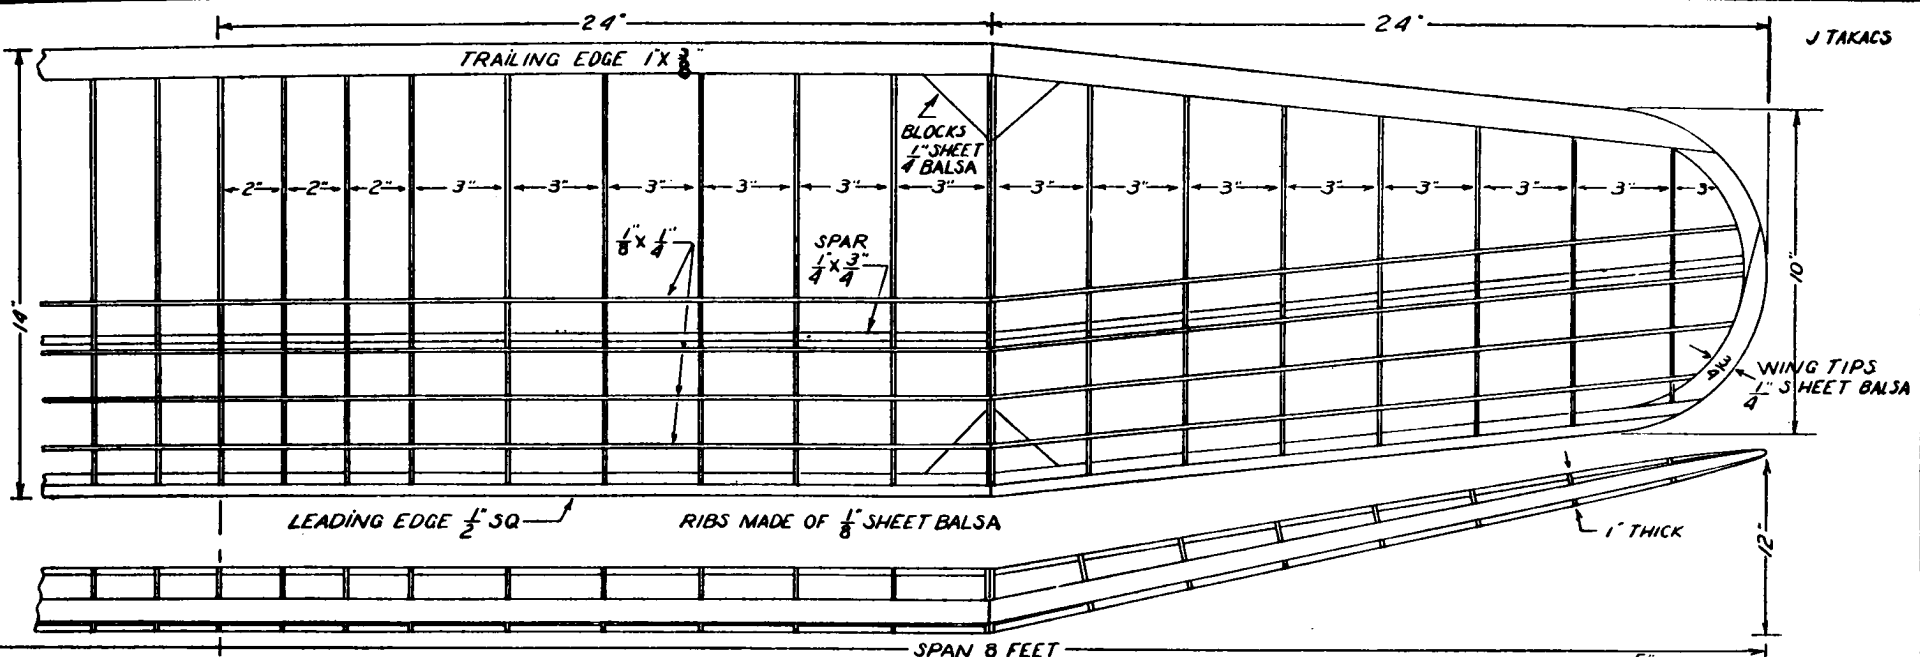 24"
24"
J TAKACS
TRAILING EDGE 1"X 3/8"
BLOCKS
1/4" SHEET
BALSA
2" 2" 2" 3" 3" 3" 3" 3" 3" 3" 3" 3" 3" 3" 3" 3" 3
1/8" X 1/4"
SPAR
1/4" X 3/4"
14"
10"
3/4
WING TIPS
1/4" SHEET BALSA
LEADING EDGE 1/2" SQ
RIBS MADE OF 1/8" SHEET BALSA
1" THICK
12"
SPAN 8 FEET
5"